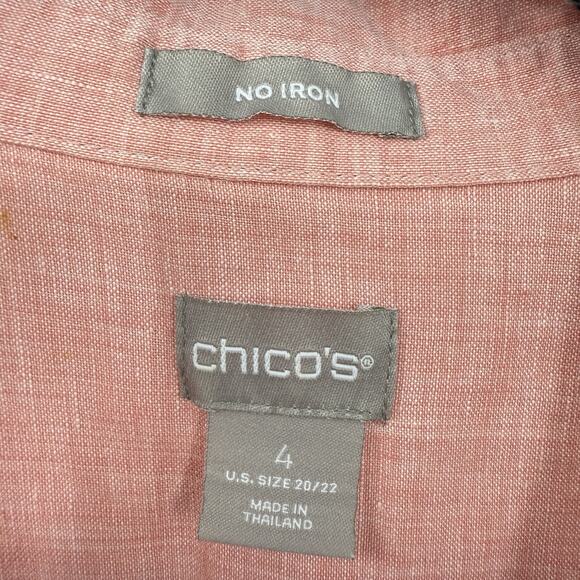 NO IRON
chico's®
4
U.S. SIZE 20/22
MADE IN
THAILAND